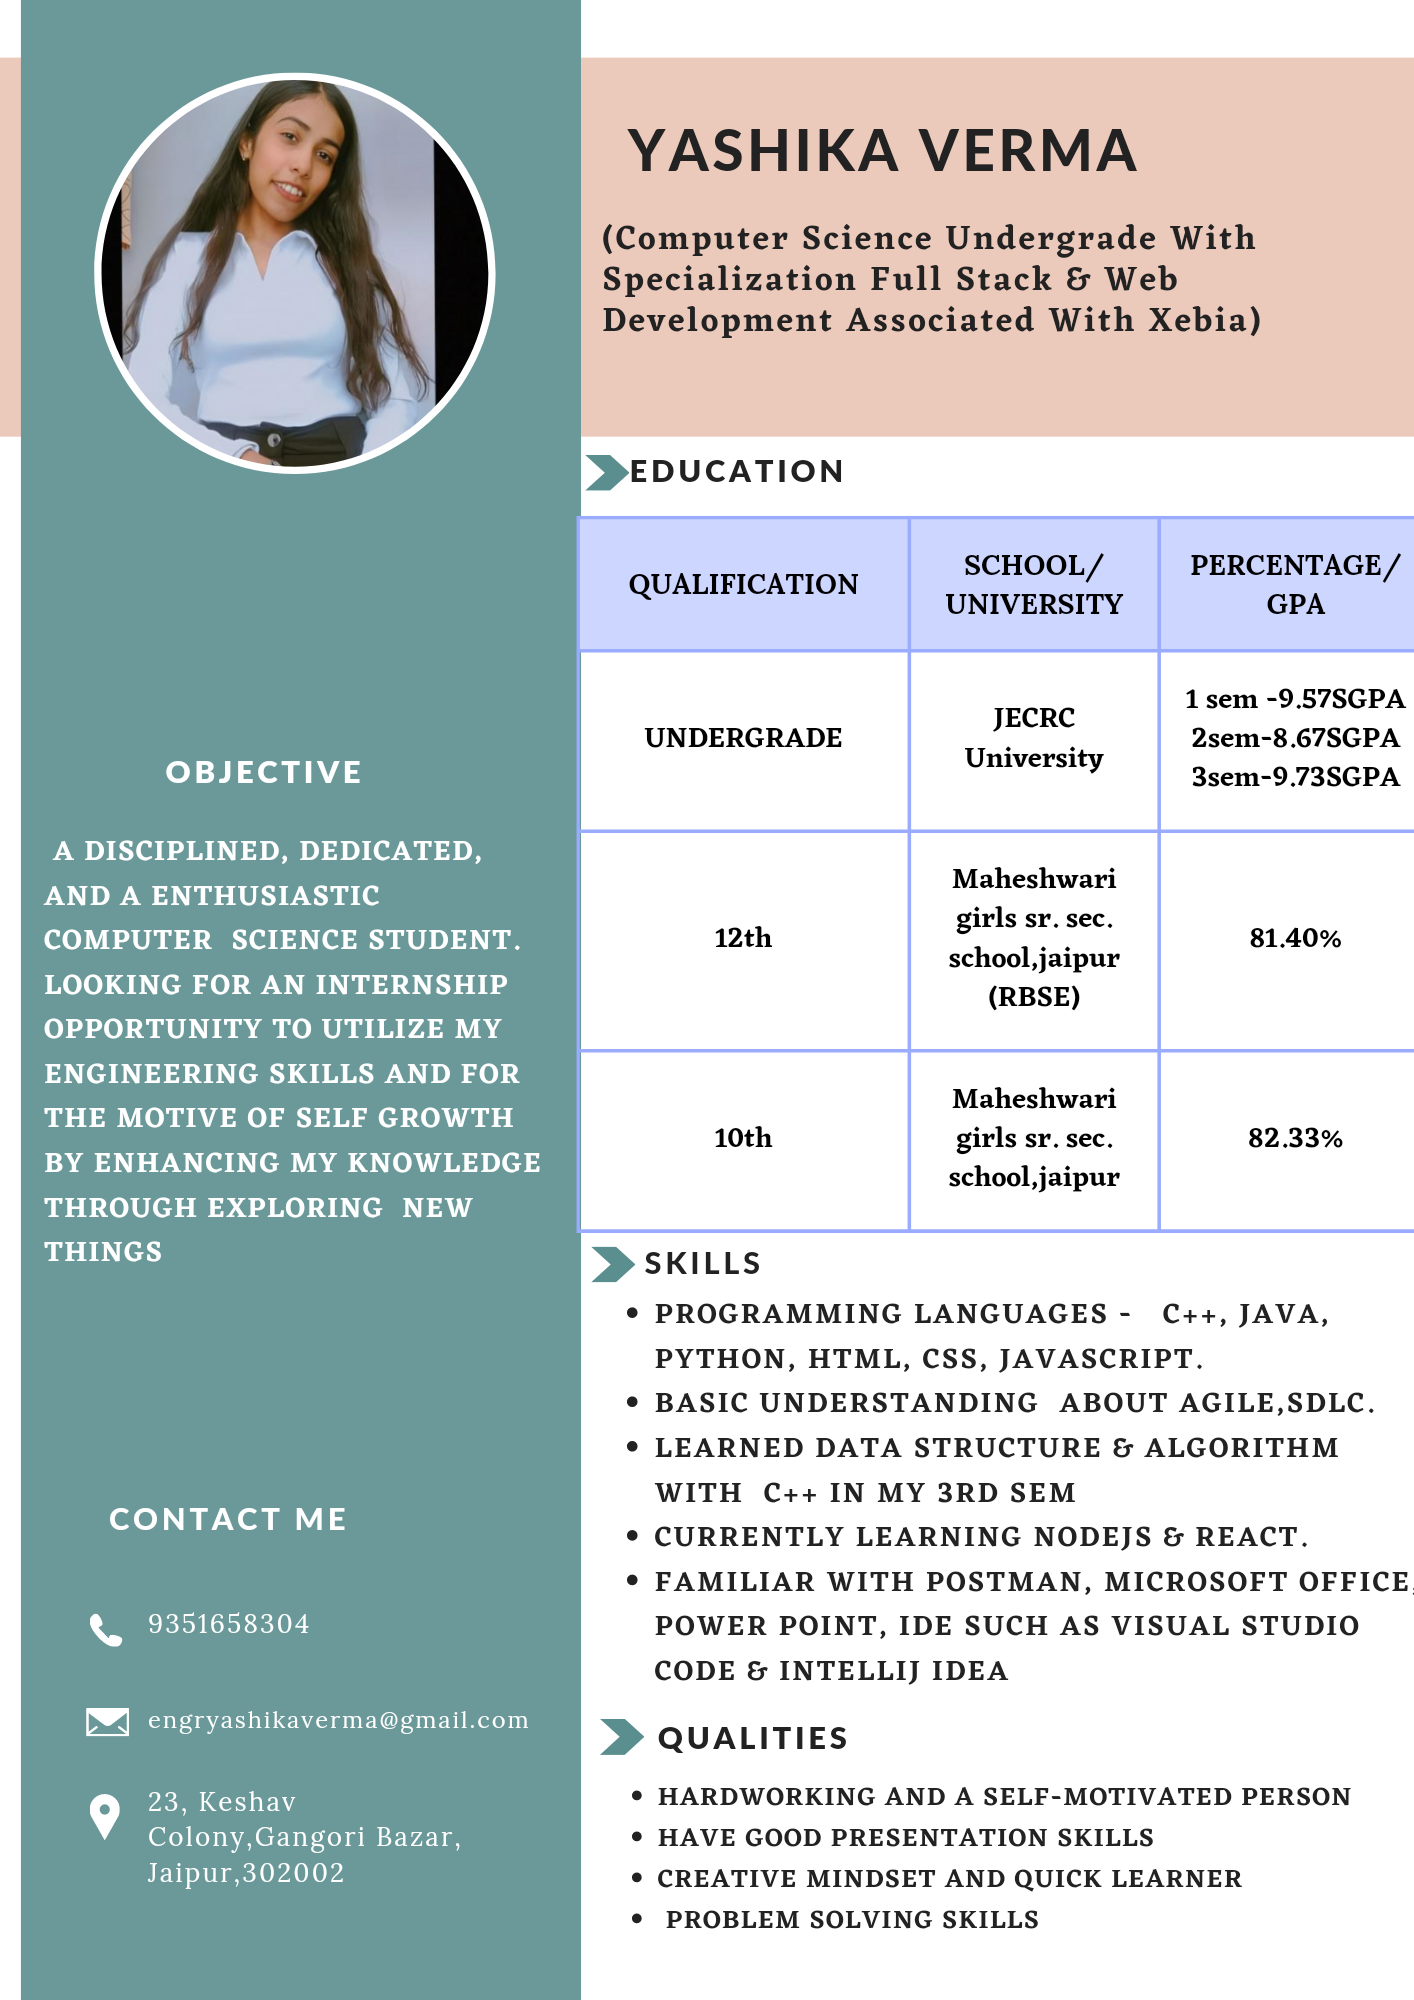 YASHIKA VERMA
(Computer Science Undergrade With
Specialization Full Stack & Web
Development Associated With Xebia)
OBJECTIVE
A DISCIPLINED, DEDICATED,
AND A ENTHUSIASTIC
COMPUTER SCIENCE STUDENT.
LOOKING FOR AN INTERNSHIP
OPPORTUNITY TO UTILIZE MY
ENGINEERING SKILLS AND FOR
THE MOTIVE OF SELF GROWTH
BY ENHANCING MY KNOWLEDGE
THROUGH EXPLORING NEW
THINGS
CONTACT ME
9351658304
engryashikaverma@gmail.com
23, Keshav
Colony,Gangori Bazar,
Jaipur,302002
EDUCATION
QUALIFICATION
SCHOOL/
UNIVERSITY
PERCENTAGE/
GPA
UNDERGRADE
JECRC
University
1 sem -9.57SGPA
2sem-8.67SGPA
3sem-9.73SGPA
12th
Maheshwari
girls sr. sec.
school,jaipur
(RBSE)
81.40%
10th
Maheshwari
girls sr. sec.
school,jaipur
82.33%
SKILLS
• PROGRAMMING LANGUAGES - C++, JAVA,
PYTHON, HTML, CSS, JAVASCRIPT.
• BASIC UNDERSTANDING ABOUT AGILE,SDLC.
• LEARNED DATA STRUCTURE & ALGORITHM
WITH C++ IN MY 3RD SEM
• CURRENTLY LEARNING NODEJS & REACT.
• FAMILIAR WITH POSTMAN, MICROSOFT OFFICE,
POWER POINT, IDE SUCH AS VISUAL STUDIO
CODE & INTELLIJ IDEA
QUALITIES
• HARDWORKING AND A SELF-MOTIVATED PERSON
• HAVE GOOD PRESENTATION SKILLS
• CREATIVE MINDSET AND QUICK LEARNER
• PROBLEM SOLVING SKILLS